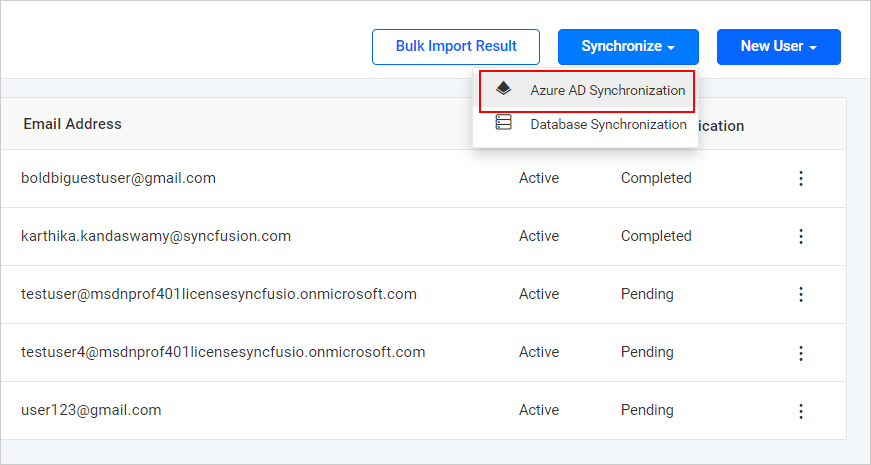 Bulk Import Result
Synchronize
New User
Azure AD Synchronization
Database Synchronization
Email Address
boldbiguestuser@gmail.com Active Completed
karthika.kandaswamy@syncfusion.com Active Completed
testuser@msdnprof401licensesyncfusio.onmicrosoft.com Active Pending
testuser4@msdnprof401licensesyncfusio.onmicrosoft.com Active Pending
user123@gmail.com Active Pending